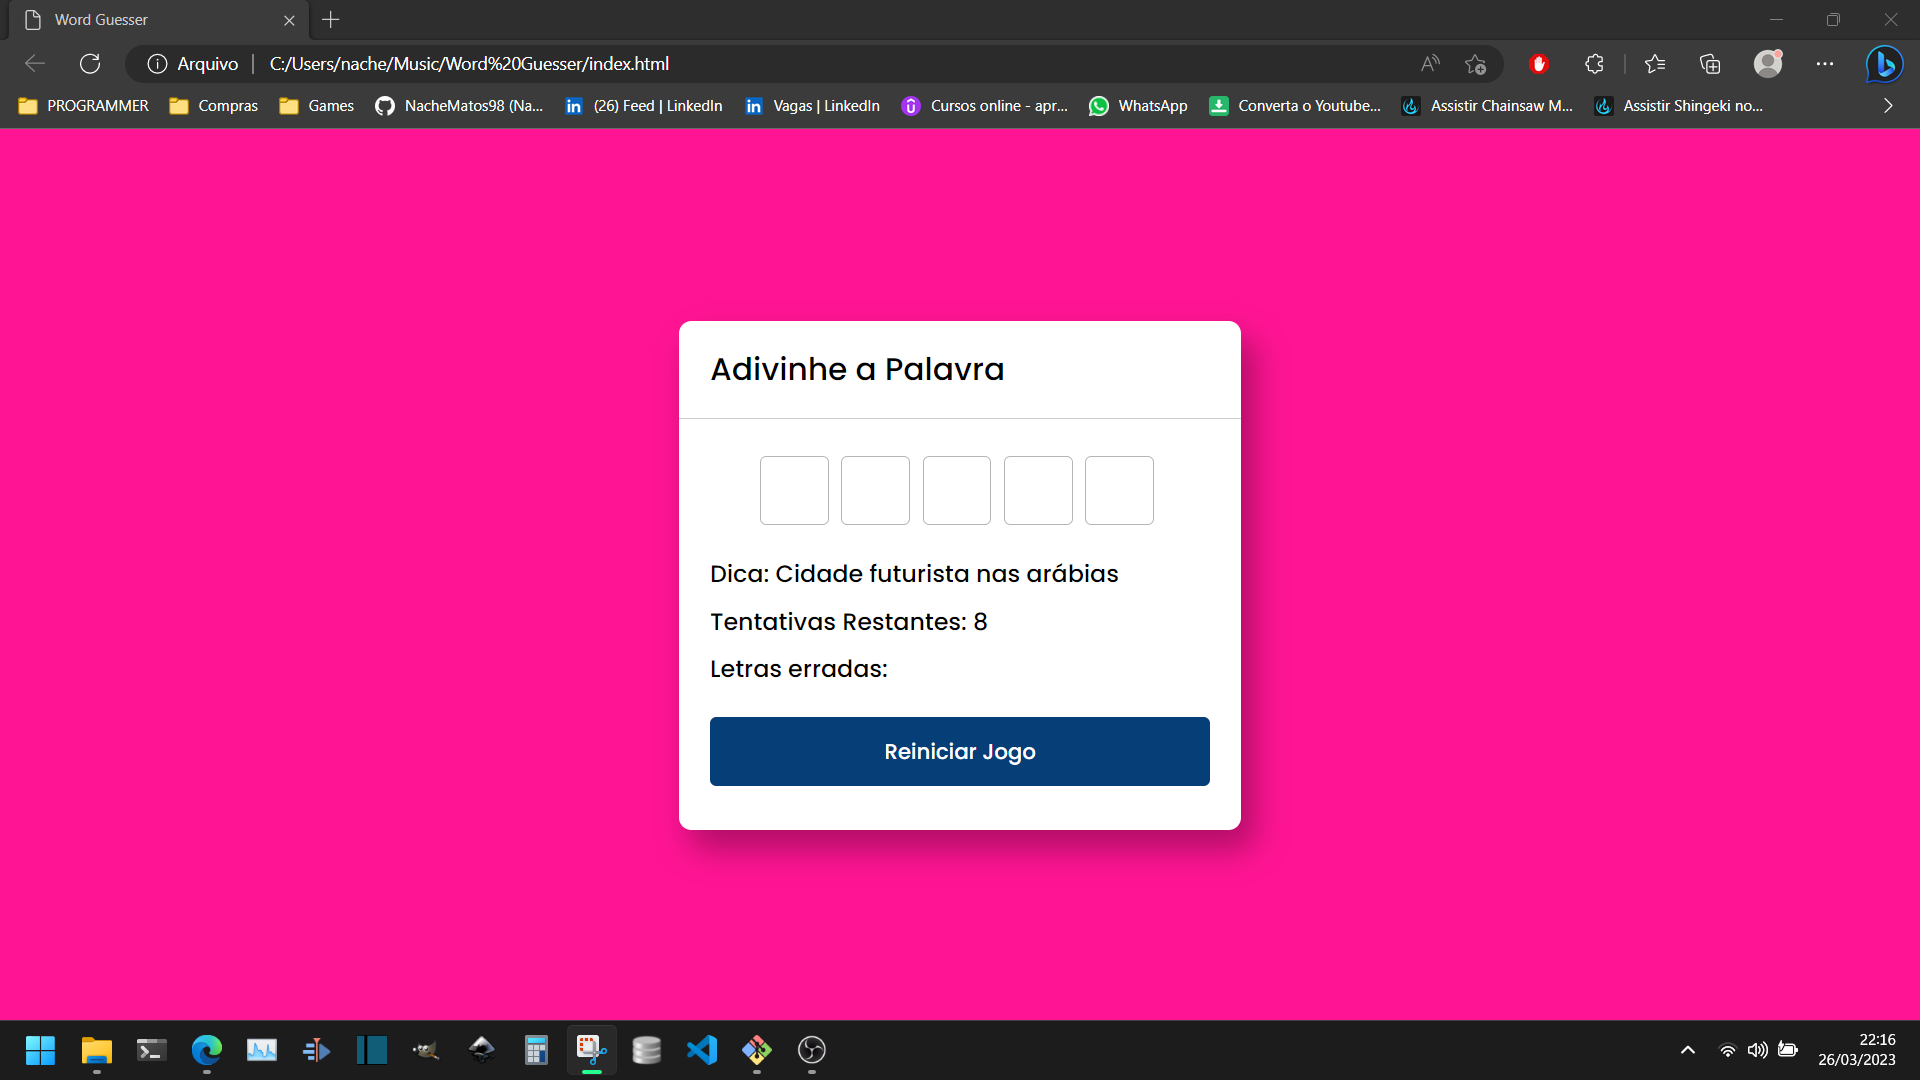 Word Guesser
Arquivo
C:/Users/nache/Music/Word%20Guesser/index.html
PROGRAMMER
Compras
Games
NacheMatos98 (Na...
(26) Feed | LinkedIn
Vagas | LinkedIn
Cursos online - apr...
WhatsApp
Converta o Youtube...
Assistir Chainsaw M...
Assistir Shingeki no...
Adivinhe a Palavra
Dica: Cidade futurista nas arábias
Tentativas Restantes: 8
Letras erradas:
Reiniciar Jogo
22:16
26/03/2023